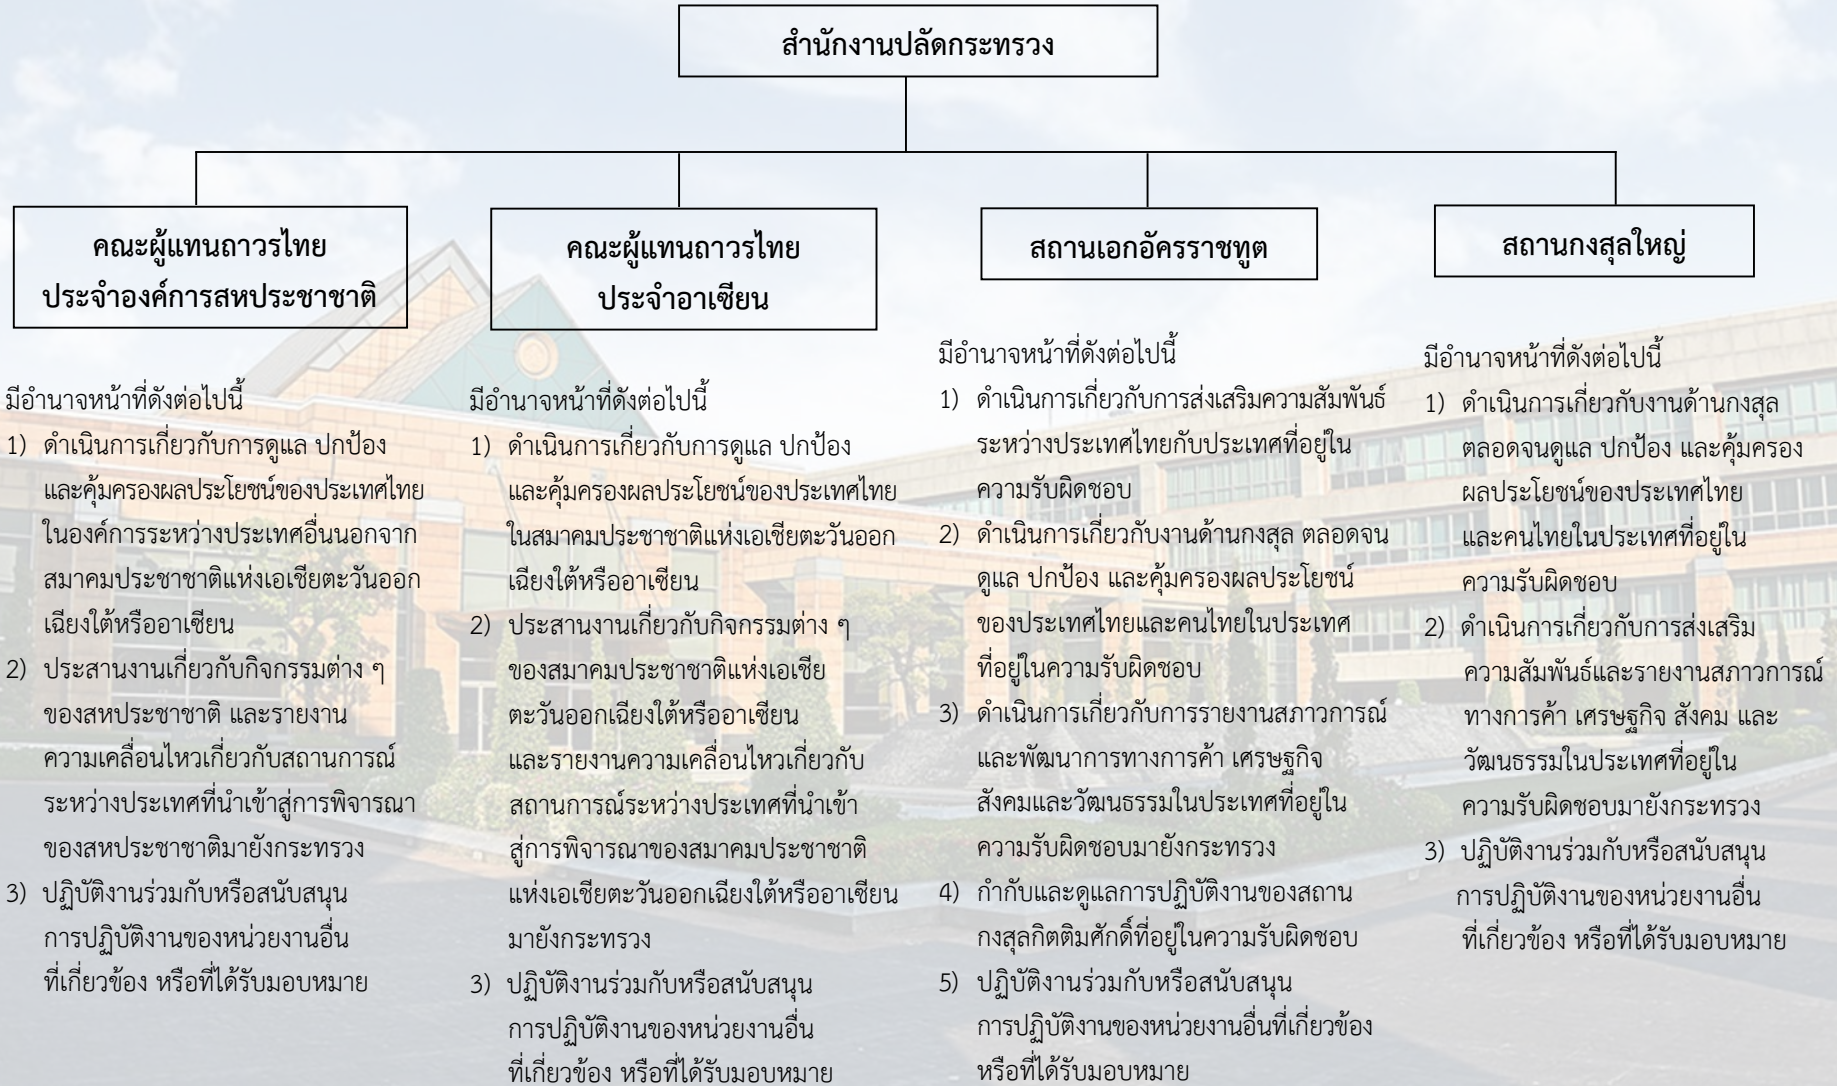 สำนักงานปลัดกระทรวง
คณะผู้แทนถาวรไทย
ประจำองค์การสหประชาชาติ
มีอำนาจหน้าที่ดังต่อไปนี้
1) ดำเนินการเกี่ยวกับการดูแล ปกป้อง
และคุ้มครองผลประโยชน์ของประเทศไทย
ในองค์การระหว่างประเทศอื่นนอกจาก
สมาคมประชาชาติแห่งเอเชียตะวันออก
เฉียงใต้หรืออาเซียน
2) ประสานงานเกี่ยวกับกิจกรรมต่าง ๆ
ของสหประชาชาติ และรายงาน
ความเคลื่อนไหวเกี่ยวกับสถานการณ์
ระหว่างประเทศที่นำเข้าสู่การพิจารณา
ของสหประชาชาติมายังกระทรวง
3) ปฏิบัติงานร่วมกับหรือสนับสนุน
การปฏิบัติงานของหน่วยงานอื่น
ที่เกี่ยวข้อง หรือที่ได้รับมอบหมาย
คณะผู้แทนถาวรไทย
ประจำอาเซียน
มีอำนาจหน้าที่ดังต่อไปนี้
1) ดำเนินการเกี่ยวกับการดูแล ปกป้อง
และคุ้มครองผลประโยชน์ของประเทศไทย
ในสมาคมประชาชาติแห่งเอเชียตะวันออก
เฉียงใต้หรืออาเซียน
2) ประสานงานเกี่ยวกับกิจกรรมต่าง ๆ
ของสมาคมประชาชาติแห่งเอเชีย
ตะวันออกเฉียงใต้หรืออาเซียน
และรายงานความเคลื่อนไหวเกี่ยวกับ
สถานการณ์ระหว่างประเทศที่นำเข้า
สู่การพิจารณาของสมาคมประชาชาติ
แห่งเอเชียตะวันออกเฉียงใต้หรืออาเซียน
มายังกระทรวง
3) ปฏิบัติงานร่วมกับหรือสนับสนุน
การปฏิบัติงานของหน่วยงานอื่น
ที่เกี่ยวข้อง หรือที่ได้รับมอบหมาย
สถานเอกอัครราชทูต
มีอำนาจหน้าที่ดังต่อไปนี้
1) ดำเนินการเกี่ยวกับการส่งเสริมความสัมพันธ์
ระหว่างประเทศไทยกับประเทศที่อยู่ใน
ความรับผิดชอบ
2) ดำเนินการเกี่ยวกับงานด้านกงสุล ตลอดจน
ดูแล ปกป้อง และคุ้มครองผลประโยชน์
ของประเทศไทยและคนไทยในประเทศ
ที่อยู่ในความรับผิดชอบ
3) ดำเนินการเกี่ยวกับการรายงานสภาวการณ์
และพัฒนาการทางการค้า เศรษฐกิจ
สังคมและวัฒนธรรมในประเทศที่อยู่ใน
ความรับผิดชอบมายังกระทรวง
4) กำกับและดูแลการปฏิบัติงานของสถาน
กงสุลกิตติมศักดิ์ที่อยู่ในความรับผิดชอบ
5) ปฏิบัติงานร่วมกับหรือสนับสนุน
การปฏิบัติงานของหน่วยงานอื่นที่เกี่ยวข้อง
หรือที่ได้รับมอบหมาย
สถานกงสุลใหญ่
มีอำนาจหน้าที่ดังต่อไปนี้
1) ดำเนินการเกี่ยวกับงานด้านกงสุล
ตลอดจนดูแล ปกป้อง และคุ้มครอง
ผลประโยชน์ของประเทศไทย
และคนไทยในประเทศที่อยู่ใน
ความรับผิดชอบ
2) ดำเนินการเกี่ยวกับการส่งเสริม
ความสัมพันธ์และรายงานสภาวการณ์
ทางการค้า เศรษฐกิจ สังคม และ
วัฒนธรรมในประเทศที่อยู่ใน
ความรับผิดชอบมายังกระทรวง
3) ปฏิบัติงานร่วมกับหรือสนับสนุน
การปฏิบัติงานของหน่วยงานอื่น
ที่เกี่ยวข้อง หรือที่ได้รับมอบหมาย